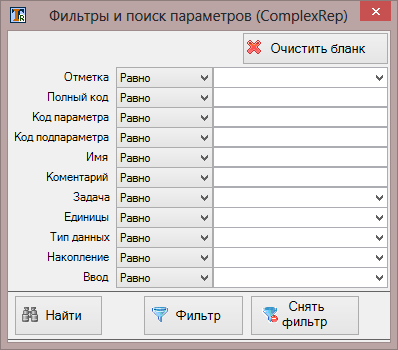 Фильтры и поиск параметров (ComplexRep)
Очистить бланк
Отметка Равно
Полный код Равно
Код параметра Равно
Код подпараметра Равно
Имя Равно
Коментарий Равно
Задача Равно
Единицы Равно
Тип данных Равно
Накопление Равно
Ввод Равно
Найти Фильтр Снять
фильтр